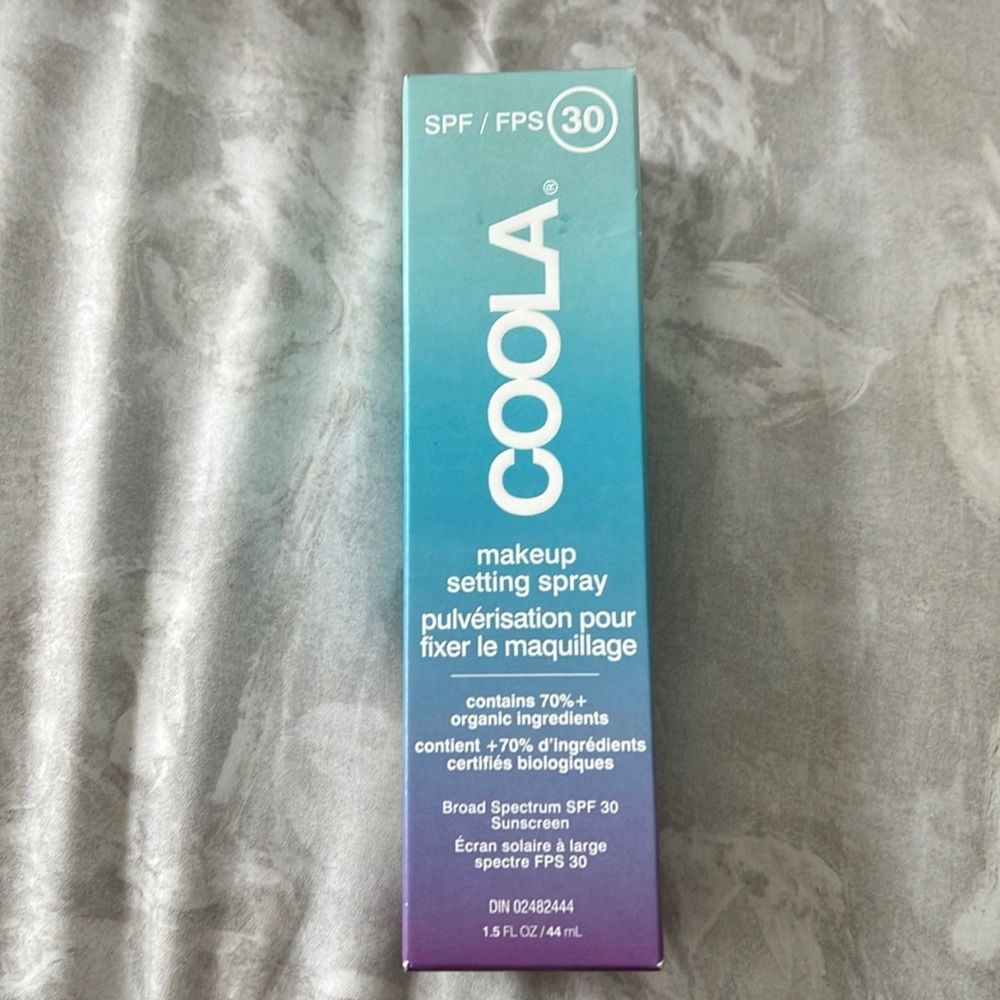 SPF / FPS 30
COOLA®
makeup
setting spray
pulvérisation pour
fixer le maquillage
contains 70%+
organic ingredients
contient +70% d'ingrédients
certifiés biologiques
Broad Spectrum SPF 30
Sunscreen
Écran solaire à large
spectre FPS 30
DIN 02482444
1.5 FL OZ / 44 mL